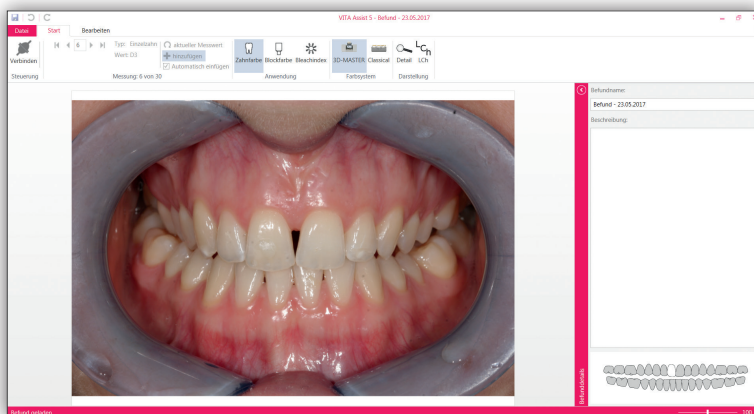 VITA Assist 5 - Befund - 23.05.2017
Datei Start Bearbeiten
6 Typ: Einzelzahn aktueller Messwert
Wert: D3 hinzufügen
Automatisch einfügen
Verbinden Zahnfarbe Blockfarbe Bleachindex 3D-MASTER Classical Detail LCh
Steuerung Messung: 6 von 30 Anwendung Farbsystem Darstellung
Befundname:
Befund - 23.05.2017
Beschreibung:
Befunddetails
Befund geladen 100